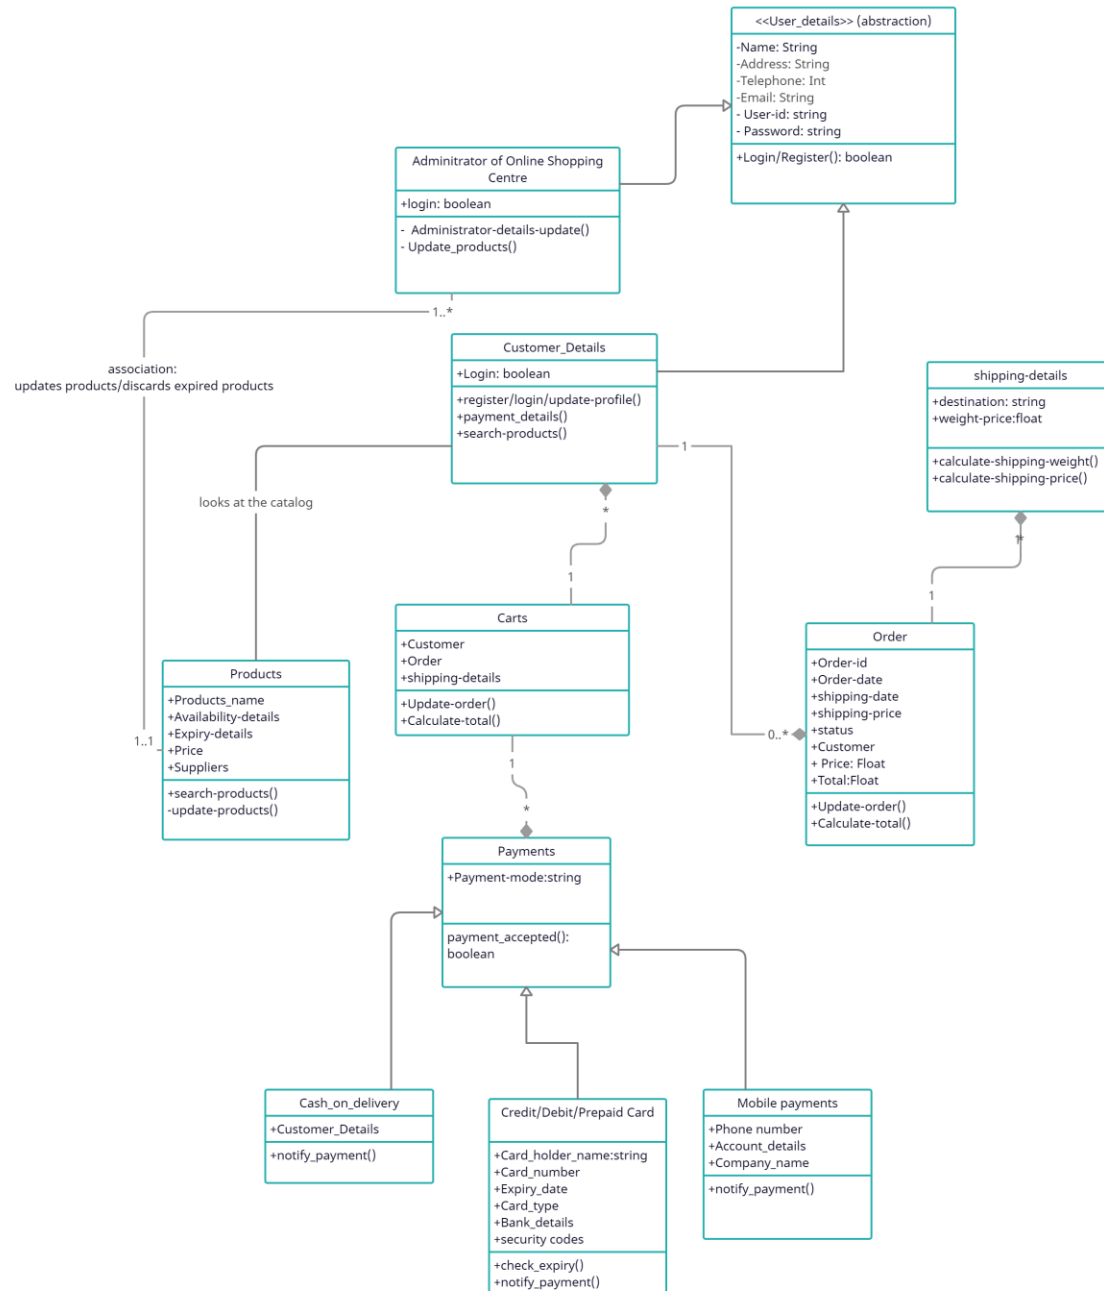 <<User_details>> (abstraction)
-Name: String
-Address: String
-Telephone: Int
-Email: String
- User-id: string
- Password: string
+Login/Register(): boolean
Adminitrator of Online Shopping
Centre
+login: boolean
- Administrator-details-update()
- Update_products()
1..*
association:
updates products/discards expired products
Customer_Details
+Login: boolean
+register/login/update-profile()
+payment_details()
+search-products()
shipping-details
+destination: string
+weight-price:float
+calculate-shipping-weight()
+calculate-shipping-price()
1
looks at the catalog
*
1
1
Carts
+Customer
+Order
+shipping-details
+Update-order()
+Calculate-total()
Order
+Order-id
+Order-date
+shipping-date
+shipping-price
+status
+Customer
+ Price: Float
+Total:Float
+Update-order()
+Calculate-total()
Products
+Products_name
+Availability-details
+Expiry-details
+Price
+Suppliers
+search-products()
-update-products()
1..1
0..*
1
*
Payments
+Payment-mode:string
payment_accepted():
boolean
Cash_on_delivery
+Customer_Details
+notify_payment()
Credit/Debit/Prepaid Card
+Card_holder_name:string
+Card_number
+Expiry_date
+Card_type
+Bank_details
+security codes
+check_expiry()
+notify_payment()
Mobile payments
+Phone number
+Account_details
+Company_name
+notify_payment()